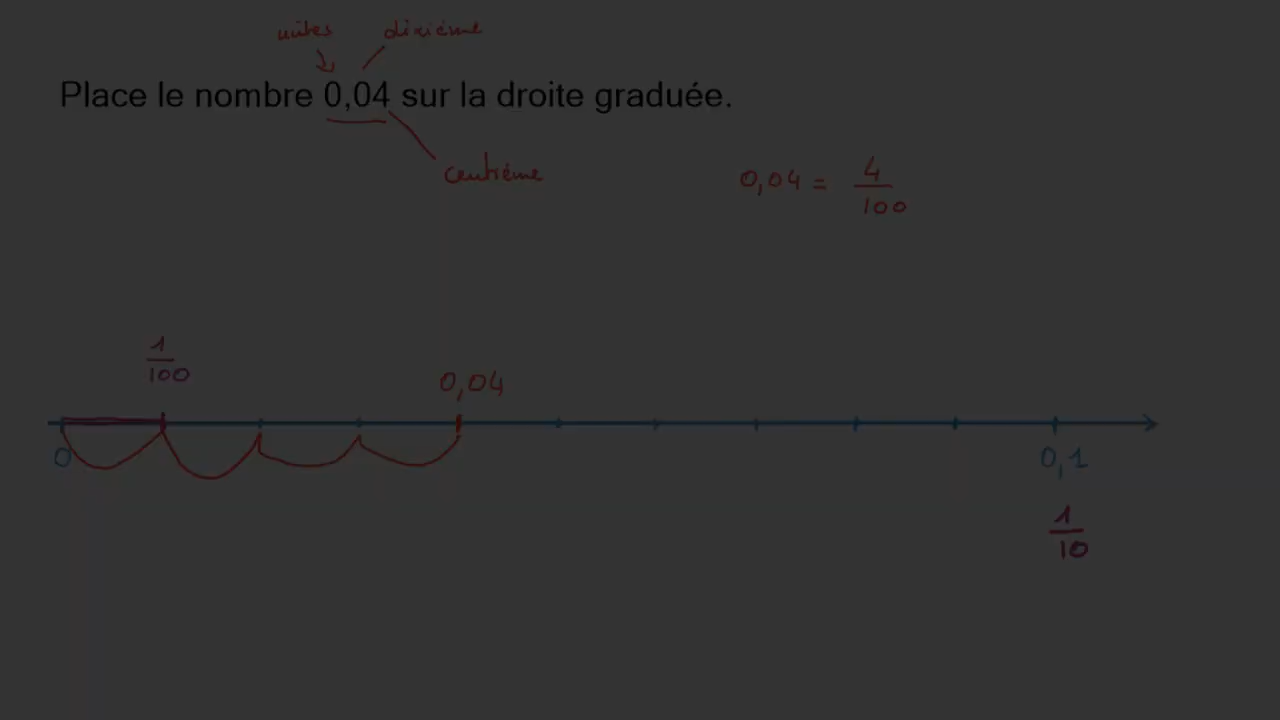 unités dixième
Place le nombre 0,04 sur la droite graduée.
centième
0,04 = 4/100
1/100
0,04
0
0,1
1/10